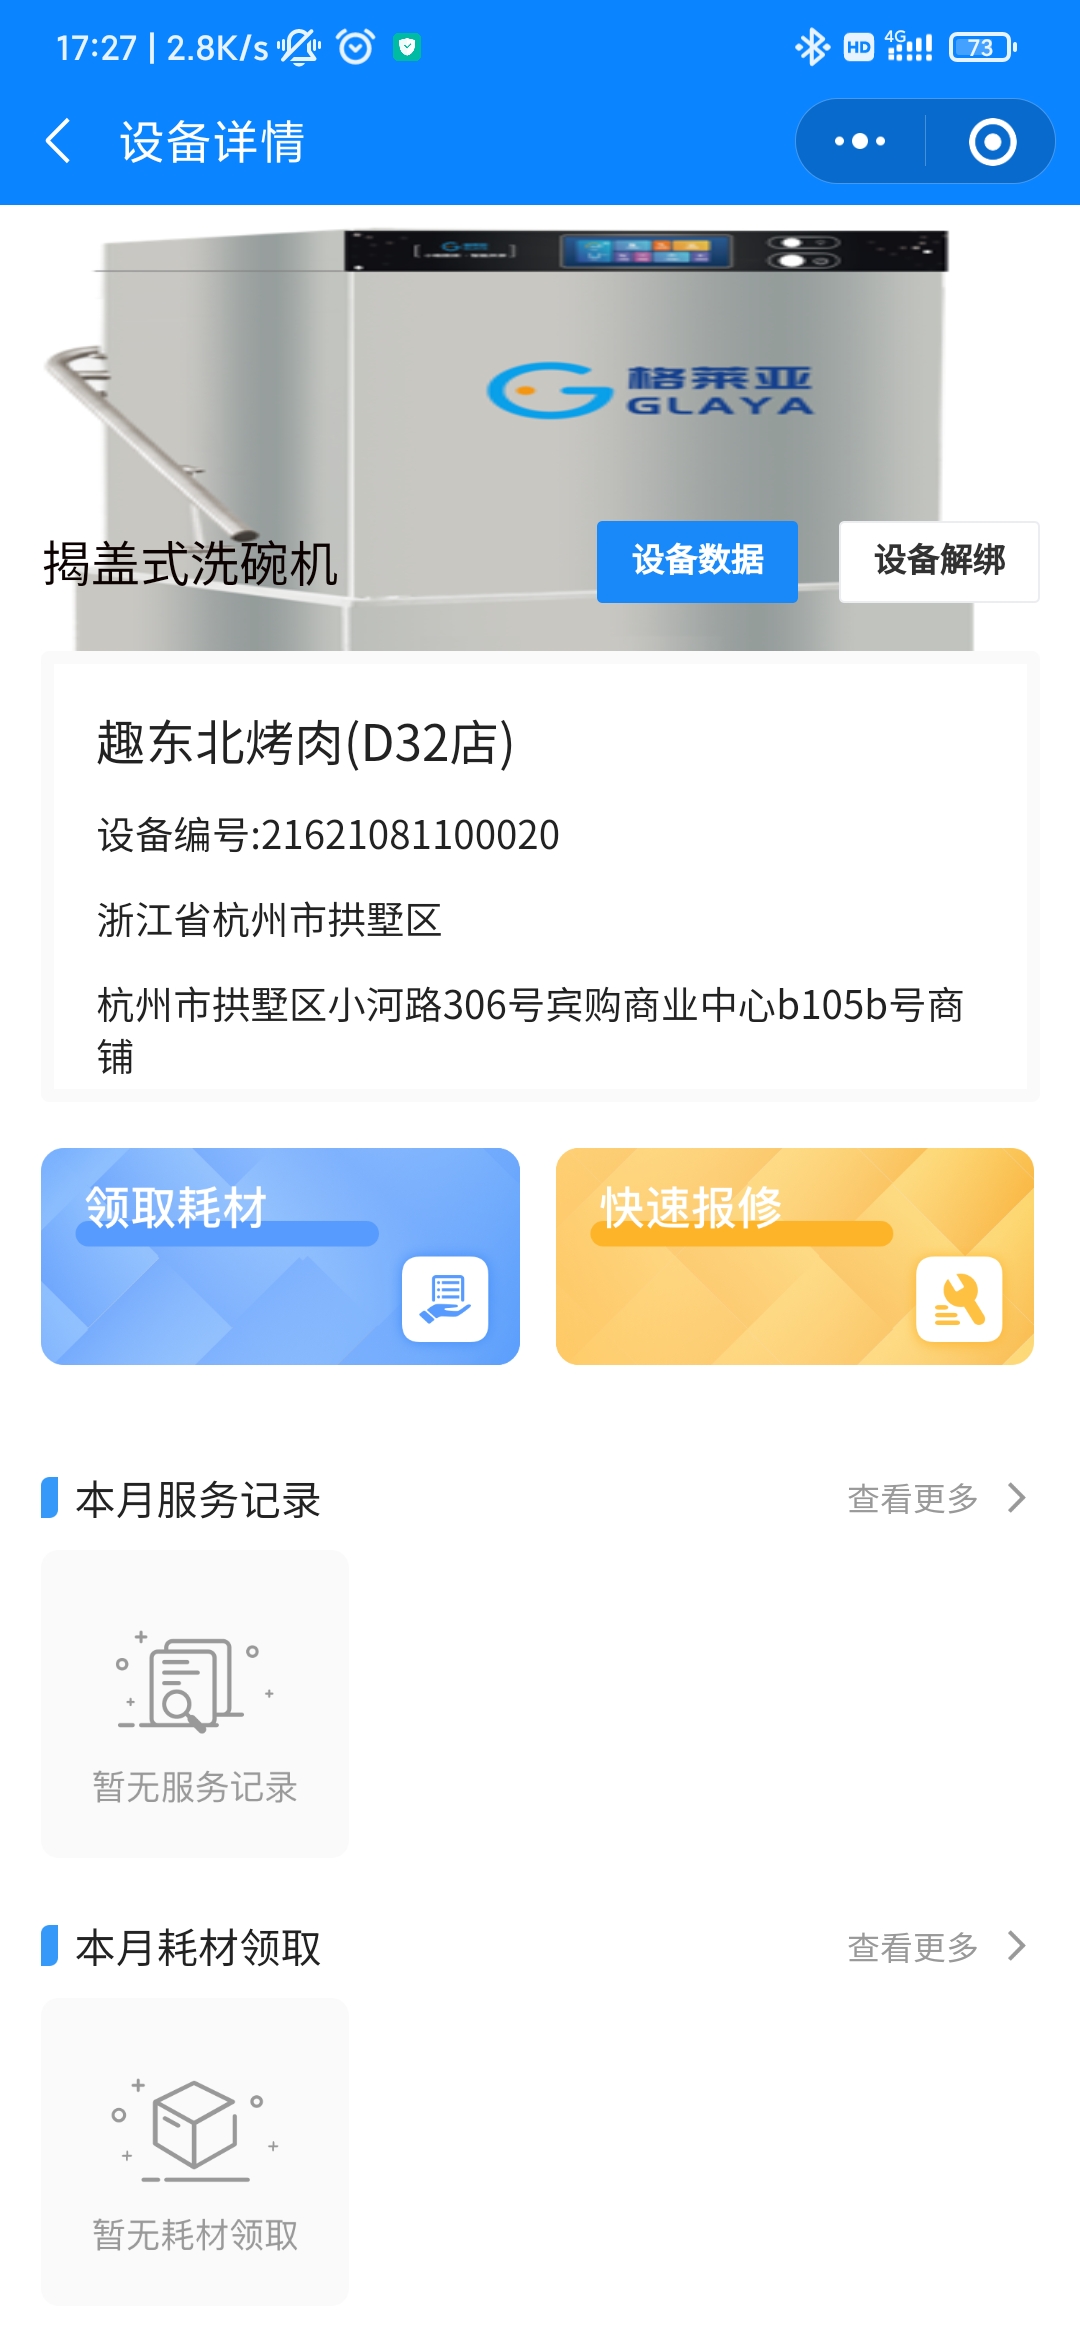 17:27 | 2.8K/s
HD 4G 73
设备详情
格莱亚
GLAYA
揭盖式洗碗机
设备数据
设备解绑
趣东北烤肉(D32店)
设备编号:21621081100020
浙江省杭州市拱墅区
杭州市拱墅区小河路306号宾购商业中心b105b号商
铺
领取耗材
快速报修
本月服务记录
查看更多
暂无服务记录
本月耗材领取
查看更多
暂无耗材领取